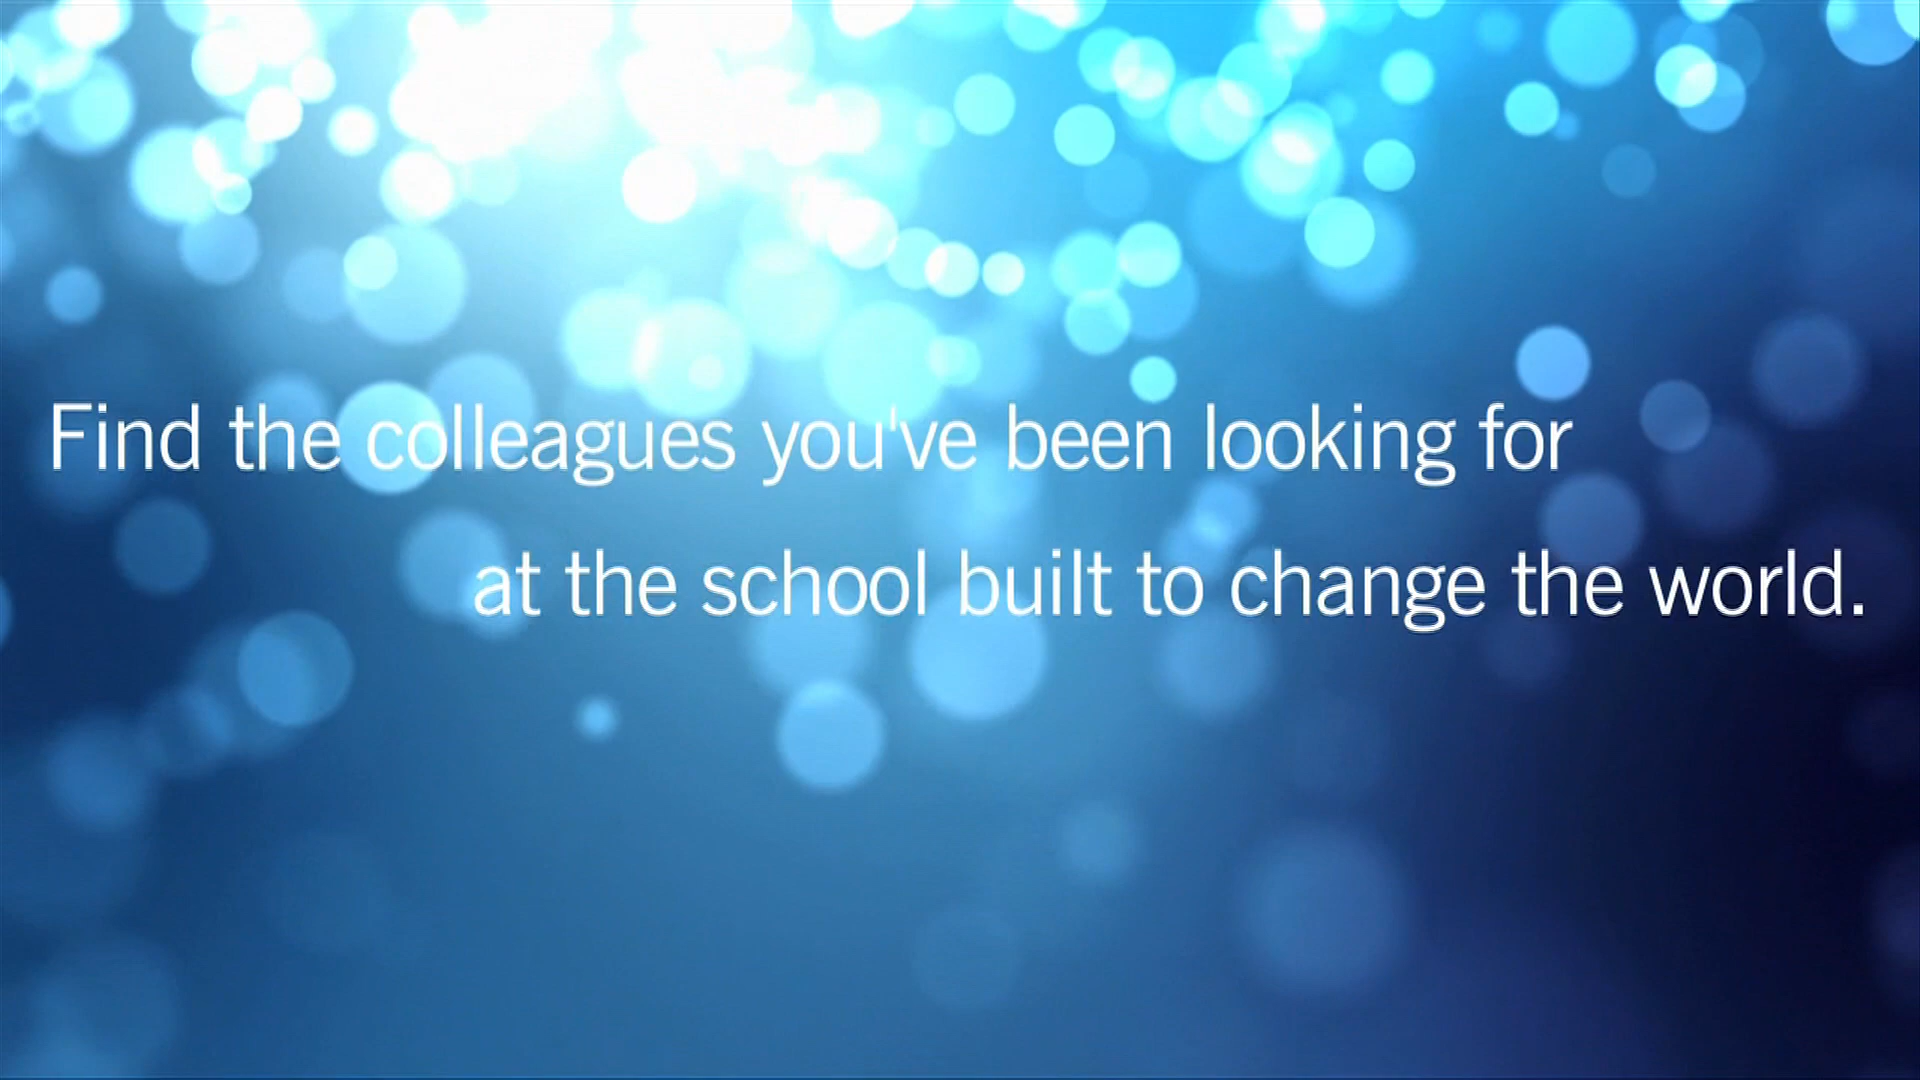 Find the colleagues you've been looking for
at the school built to change the world.